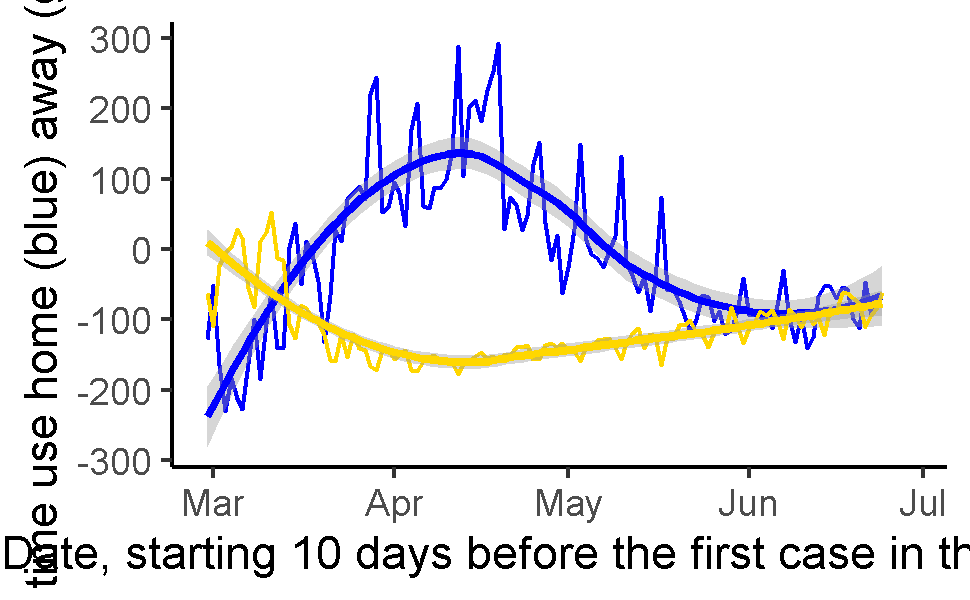 time use home (blue) away (
300
200
100
0
-100
-200
-300
Mar Apr May Jun Jul
Date, starting 10 days before the first case in th